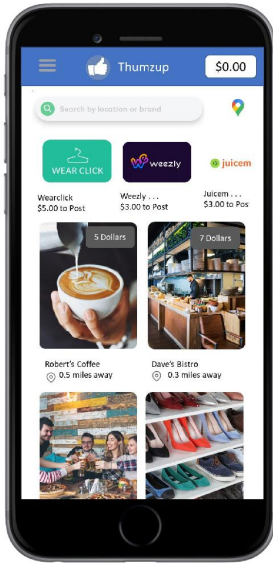 Thumzup
$0.00
Search by location or brand
WEAR CLICK
weezly
juicem
Wearclick
$5.00 to Post
Weezly . . .
$3.00 to Post
Juicem . . .
$3.00 to Pos
5 Dollars
7 Dollars
Robert's Coffee
0.5 miles away
Dave's Bistro
0.3 miles away